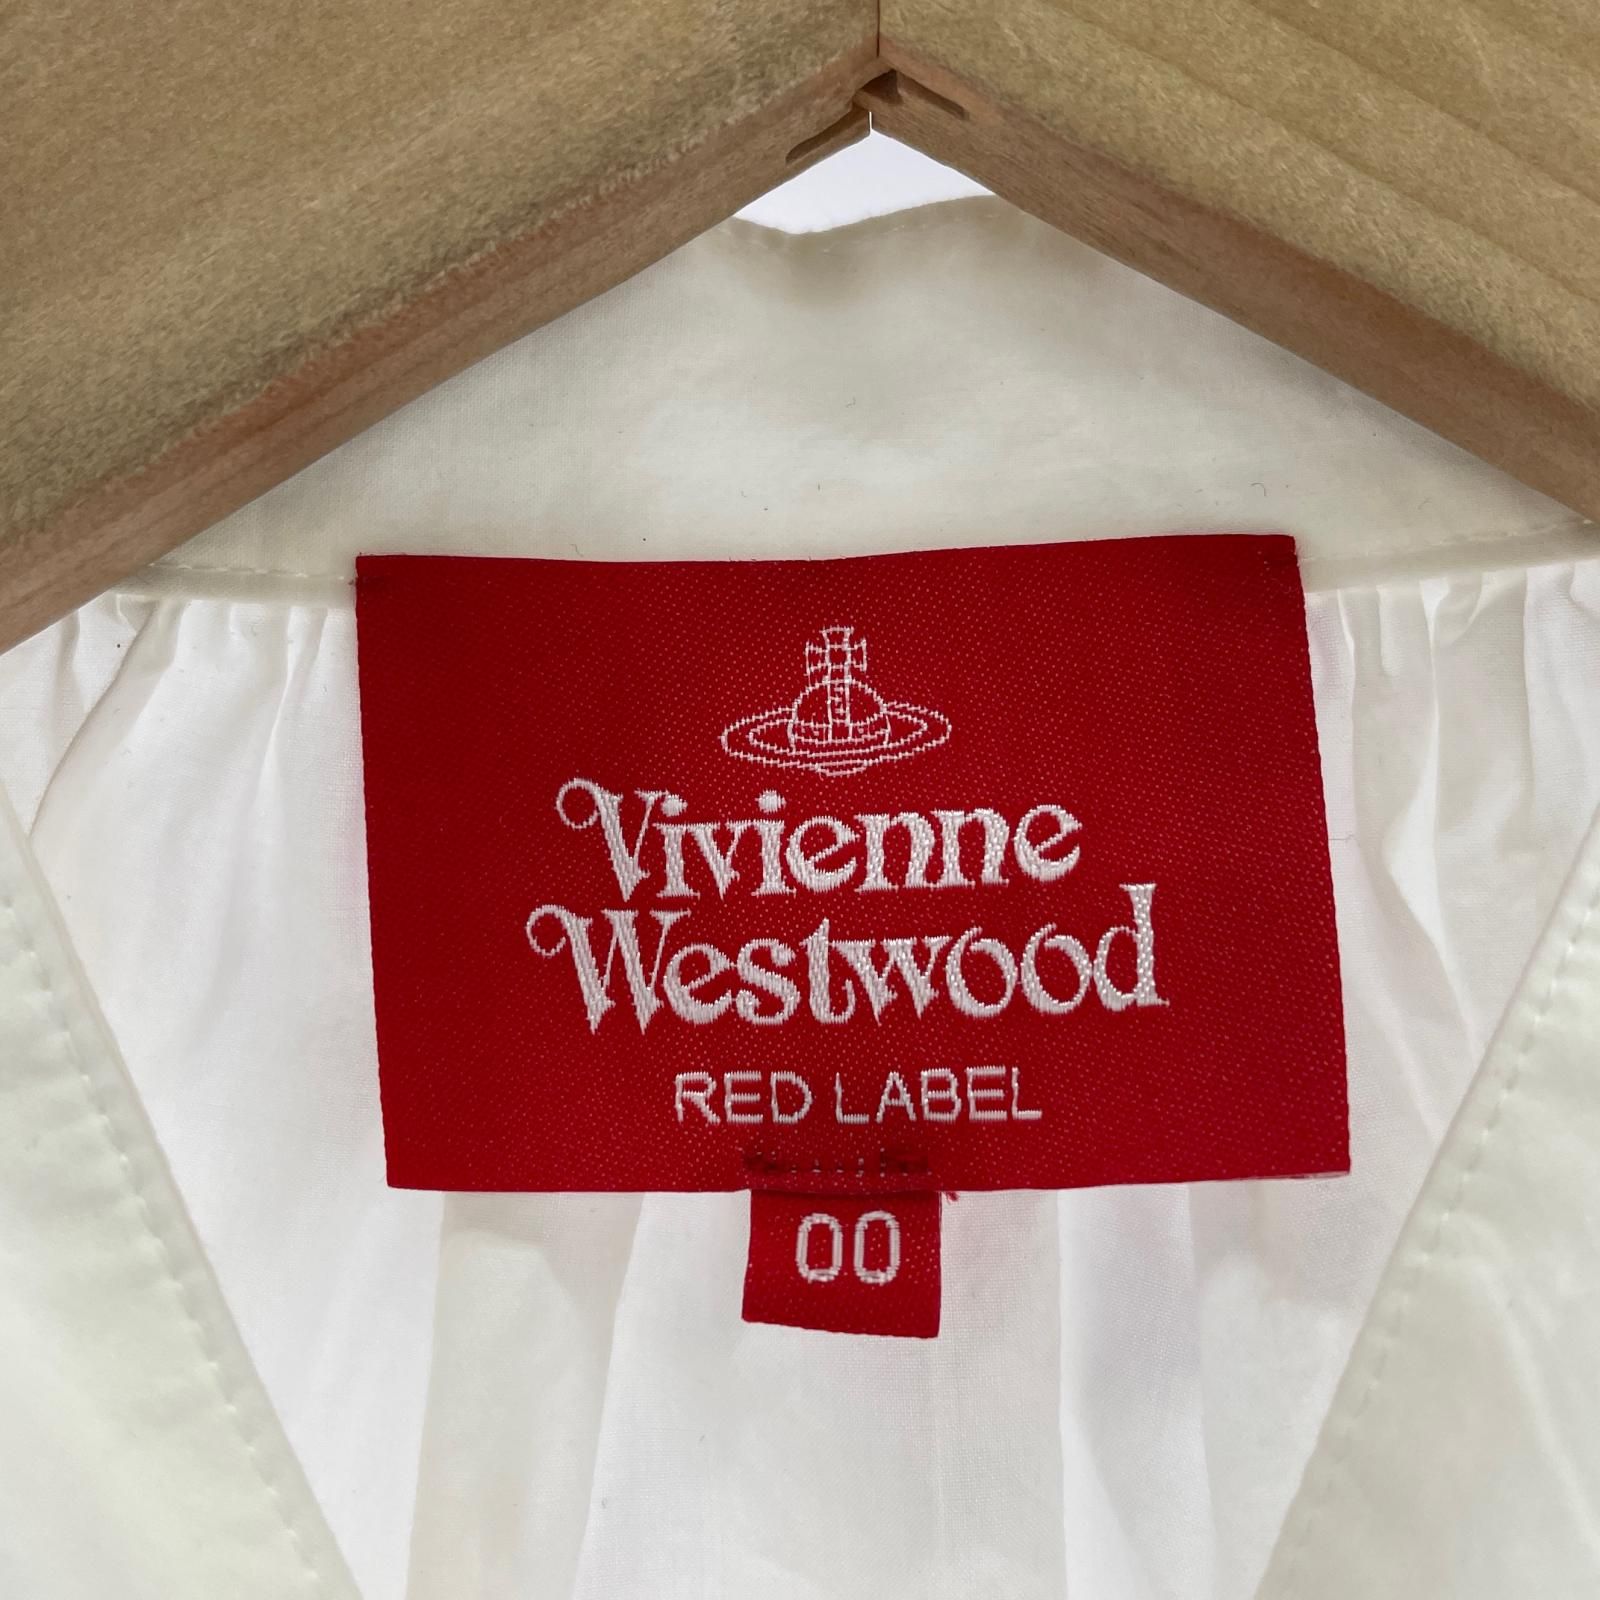 Vivienne
Westwood
RED LABEL
00